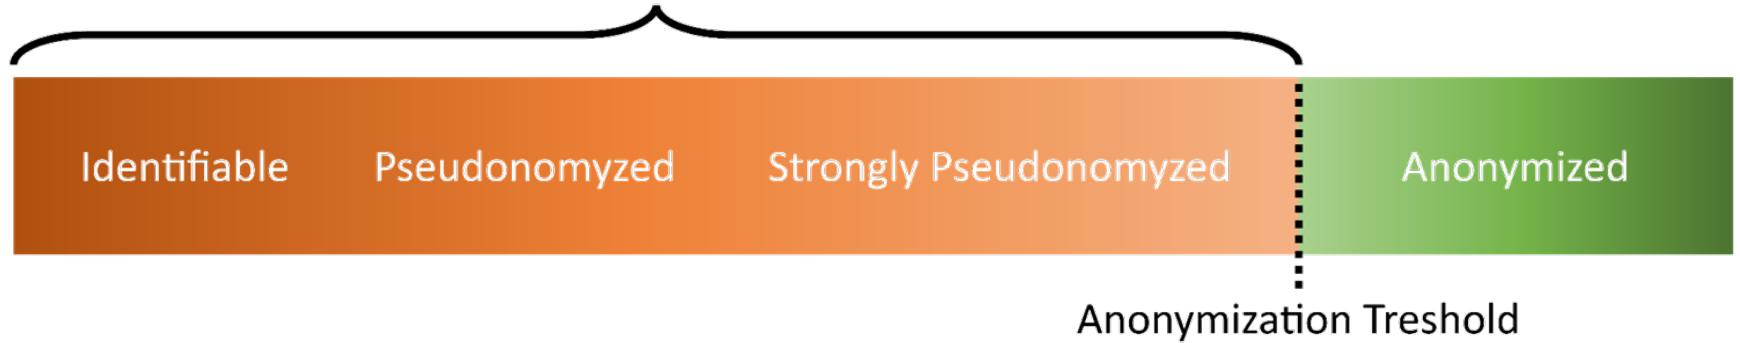 Identifiable Pseudonomyzed Strongly Pseudonomyzed Anonymized
Anonymization Treshold